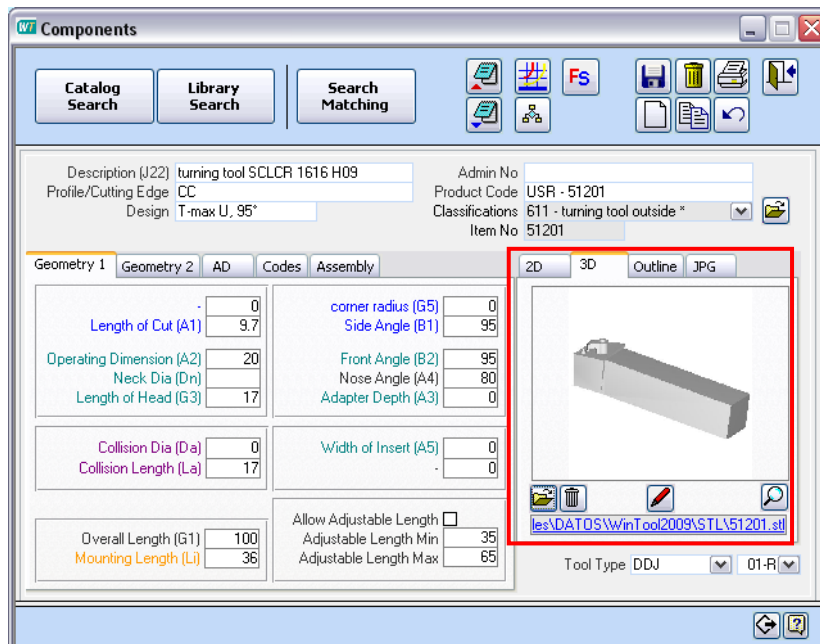 WT Components
Catalog Search
Library Search
Search Matching
FS
Description (J22) turning tool SCLCR 1616 H09
Admin No
Profile/Cutting Edge CC
Product Code USR - 51201
Design T-max U, 95°
Classifications 611 - turning tool outside *
Item No 51201
Geometry 1 Geometry 2 AD Codes Assembly
2D 3D Outline JPG
- 0
corner radius (G5) 0
Length of Cut (A1) 9.7
Side Angle (B1) 95
Operating Dimension (A2) 20
Front Angle (B2) 95
Neck Dia (Dn)
Nose Angle (A4) 80
Length of Head (G3) 17
Adapter Depth (A3) 0
Collision Dia (Da) 0
Width of Insert (A5) 0
Collision Length (La) 17
- 0
les\DATOS\WinTool2009\STL\51201.stl
Allow Adjustable Length
Overall Length (G1) 100
Adjustable Length Min 35
Mounting Length (Li) 36
Adjustable Length Max 65
Tool Type DDJ 01-R
?